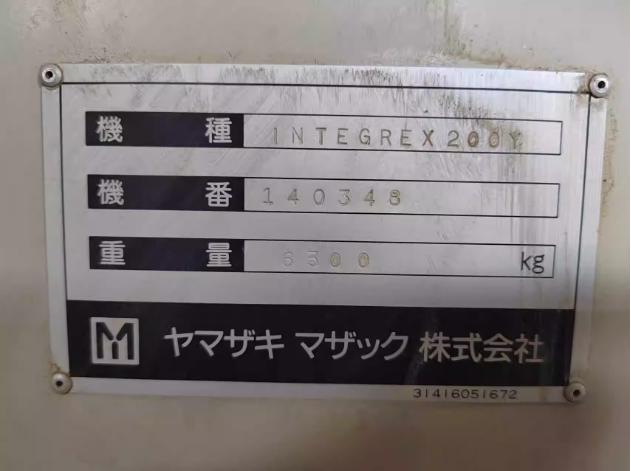 機種 INTEGREX200Y
機番 140348
重量 kg
ヤマザキ マザック 株式会社
31416051672